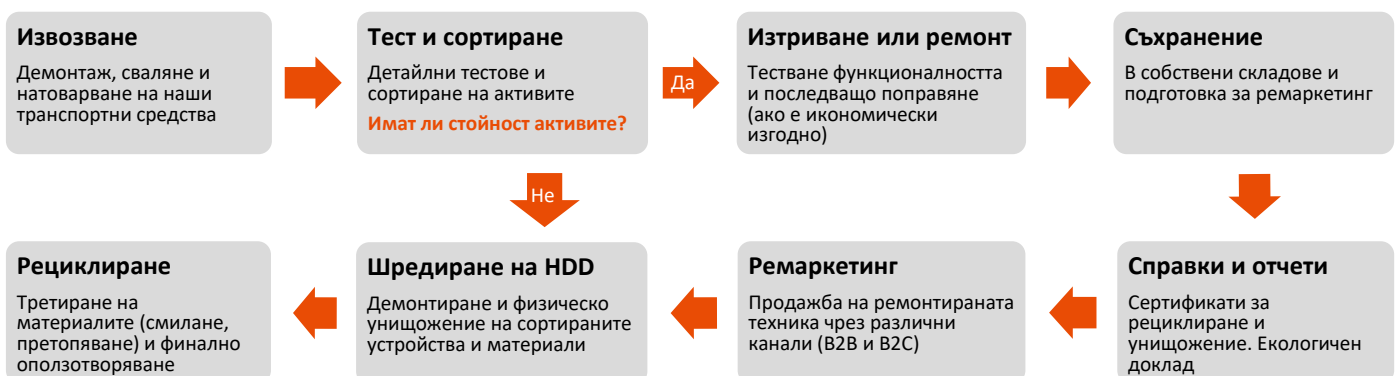 Извозване
Демонтаж, сваляне и
натоварване на наши
транспортни средства
Тест и сортиране
Детайлни тестове и
сортиране на активите
Имат ли стойност активите?
Да
Изтриване или ремонт
Тестване функционалността
и последващо поправяне
(ако е икономически
изгодно)
Съхранение
В собствени складове и
подготовка за ремаркетинг
Не
Рециклиране
Третиране на
материалите (смилане,
претопяване) и финално
оползотворяване
Шредиране на HDD
Демонтиране и физическо
унищожение на сортираните
устройства и материали
Ремаркетинг
Продажба на ремонтираната
техника чрез различни
канали (B2B и B2C)
Справки и отчети
Сертификати за
рециклиране и
унищожение. Екологичен
доклад